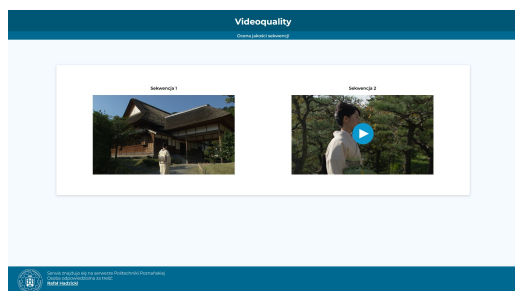 Videoquality
Ocena jakości sekwencji
Sekwencja 1
Sekwencja 2
Serwis znajduje się na serwerze Politechniki Poznańskiej
Osoba odpowiedzialna za treść:
Rafał Hadzicki